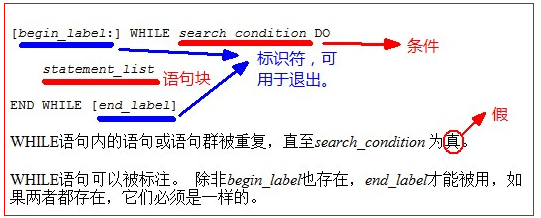 [begin_label:] WHILE search_condition DO
条件
标识符，可
用于退出。
statement_list 语句块
END WHILE [end_label]
假
WHILE语句内的语句或语句群被重复，直至search_condition 为真。
WHILE语句可以被标注。 除非begin_label也存在，end_label才能被用，如
果两者都存在，它们必须是一样的。